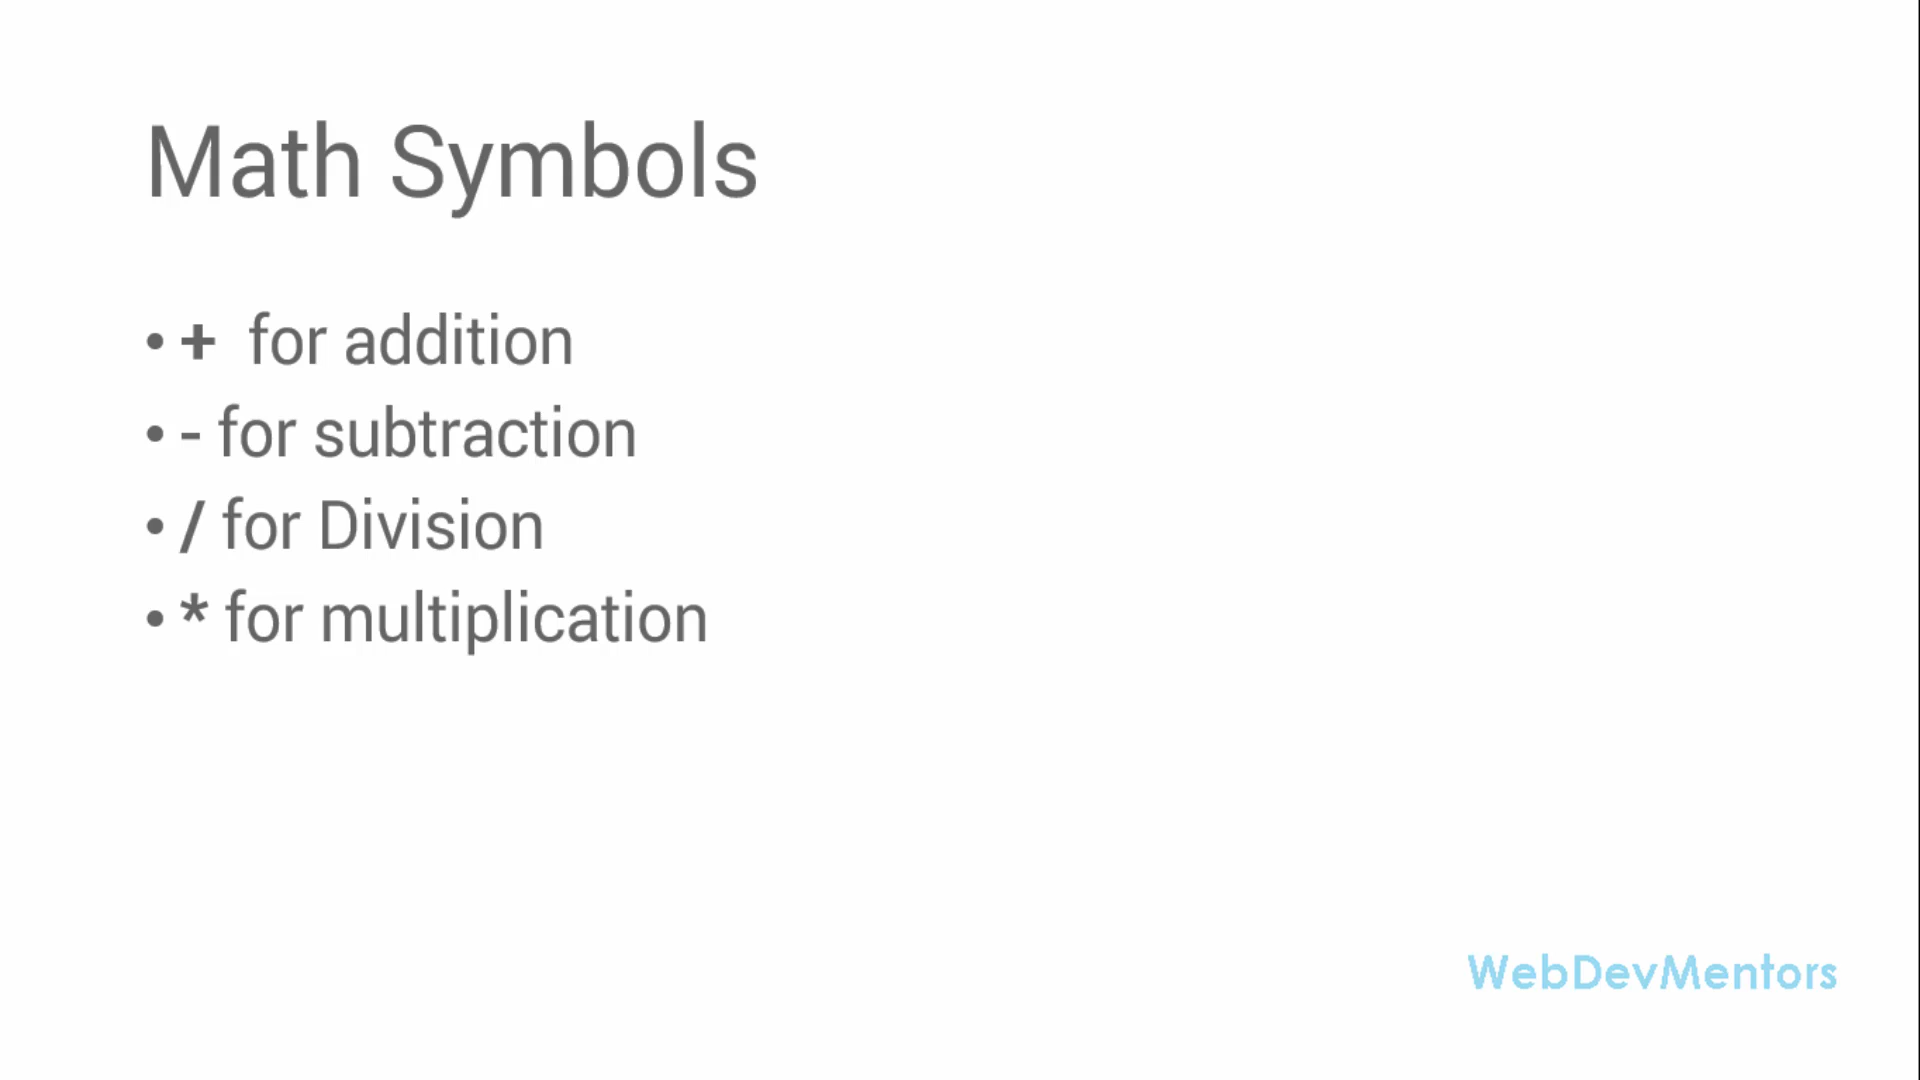 Math Symbols
• + for addition
• - for subtraction
• / for Division
• * for multiplication
WebDevMentors